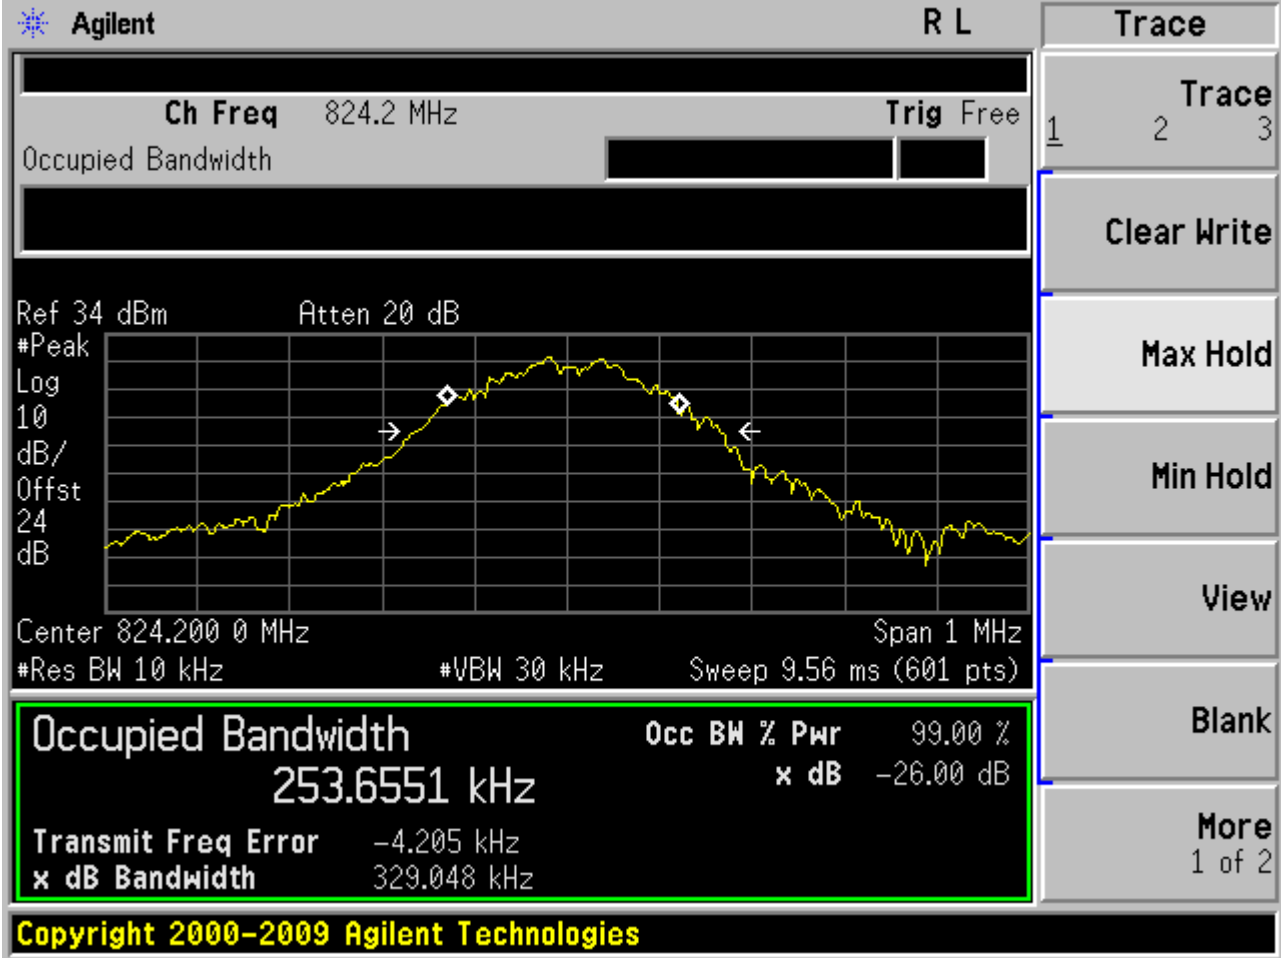 Agilent R L
Trace
Ch Freq 824.2 MHz Trig Free
Occupied Bandwidth
Trace
1 2 3
Clear Write
Max Hold
Min Hold
View
Blank
More
1 of 2
Ref 34 dBm Atten 20 dB
#Peak
Log
10
dB/
Offst
24
dB
Center 824.200 0 MHz Span 1 MHz
#Res BW 10 kHz #VBW 30 kHz Sweep 9.56 ms (601 pts)
Occupied Bandwidth
253.6551 kHz
Occ BW % Pwr 99.00 %
x dB -26.00 dB
Transmit Freq Error -4.205 kHz
x dB Bandwidth 329.048 kHz
Copyright 2000-2009 Agilent Technologies